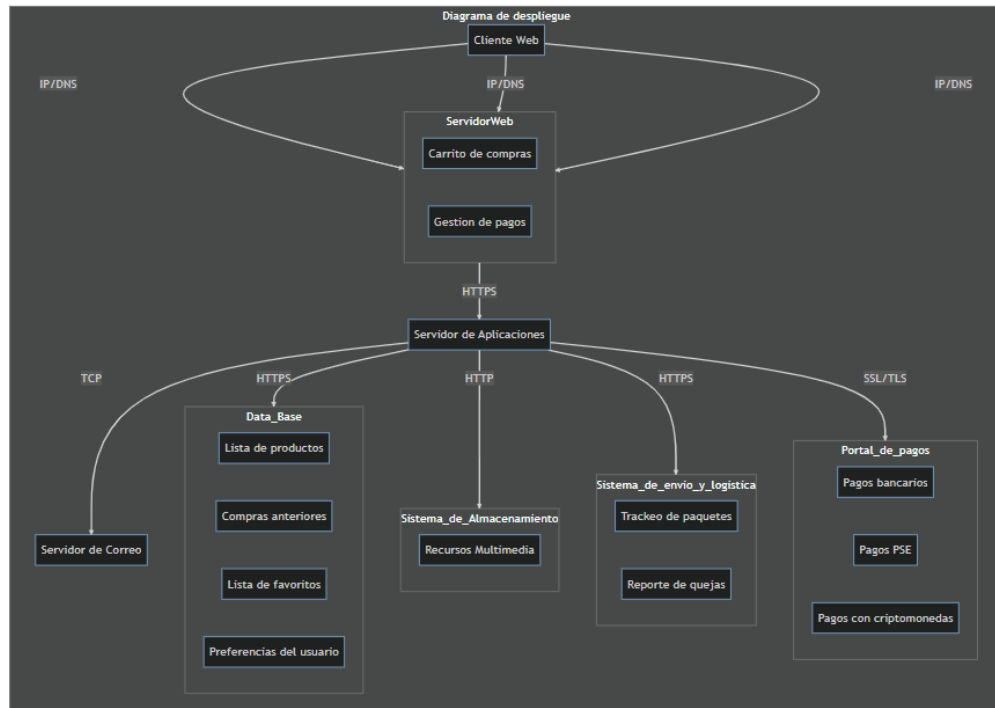 Diagrama de despliegue
Cliente Web
IP/DNS
IP/DNS
IP/DNS
ServidorWeb
Carrito de compras
Gestion de pagos
HTTPS
Servidor de Aplicaciones
TCP
HTTPS
HTTP
HTTPS
SSL/TLS
Servidor de Correo
Data_Base
Lista de productos
Compras anteriores
Lista de favoritos
Preferencias del usuario
Sistema_de_Almacenamiento
Recursos Multimedia
Sistema_de_envio_y_logistica
Trackeo de paquetes
Reporte de quejas
Portal_de_pagos
Pagos bancarios
Pagos PSE
Pagos con criptomonedas